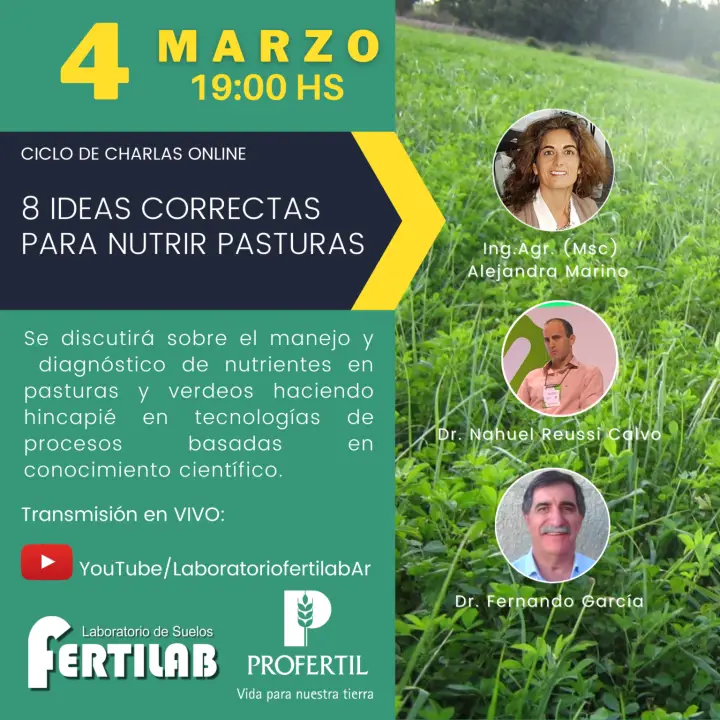 4 MARZO
19:00 HS
CICLO DE CHARLAS ONLINE
8 IDEAS CORRECTAS
PARA NUTRIR PASTURAS
Se discutirá sobre el manejo y
diagnóstico de nutrientes en
pasturas y verdeos haciendo
hincapié en tecnologías de
procesos basadas en
conocimiento científico.
Transmisión en VIVO:
YouTube/LaboratoriofertilabAr
Laboratorio de Suelos
FERTILAB
PROFERTIL
Vida para nuestra tierra
Ing.Agr. (Msc)
Alejandra Marino
Dr. Nahuel Reussi Calvo
Dr. Fernando García